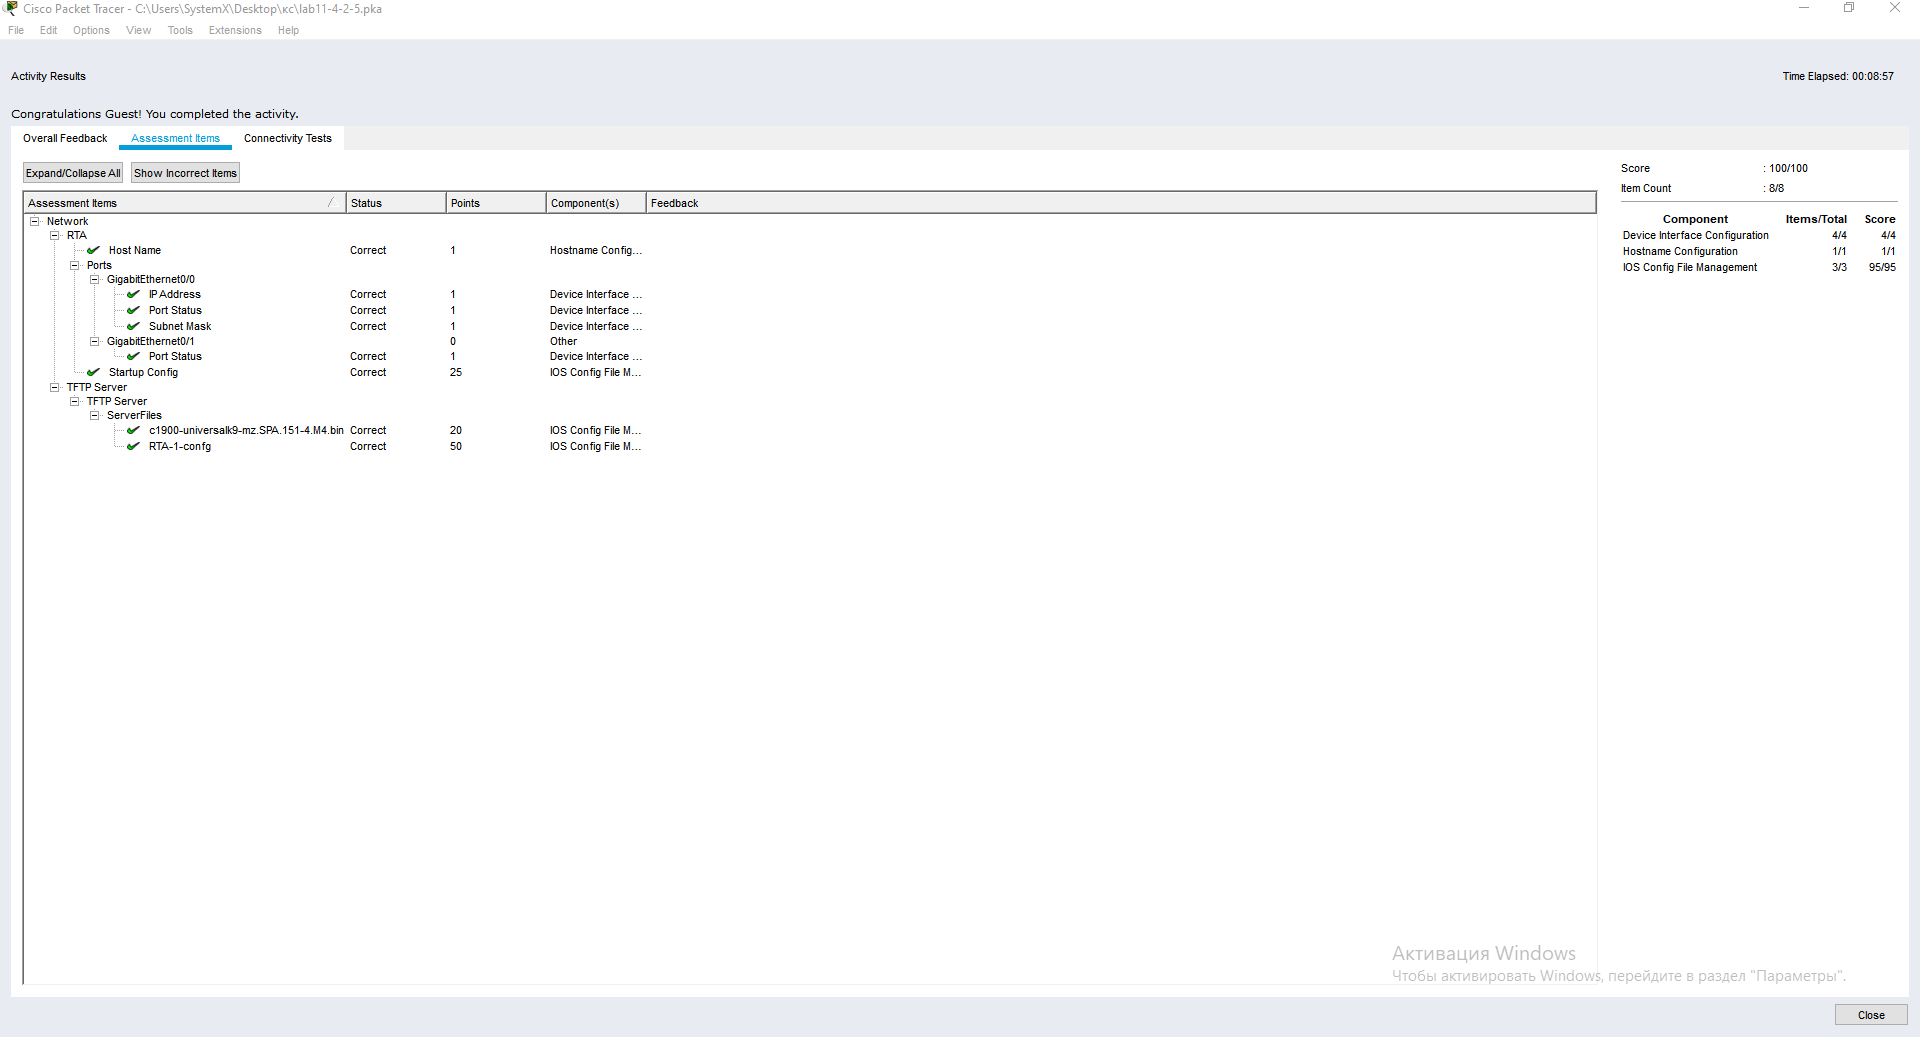 Cisco Packet Tracer - C:\Users\SystemX\Desktop\кс\lab11-4-2-5.pka
File Edit Options View Tools Extensions Help
Activity Results Time Elapsed: 00:08:57
Congratulations Guest! You completed the activity.
Overall Feedback Assessment Items Connectivity Tests
Expand/Collapse All Show Incorrect Items
Assessment Items Status Points Component(s) Feedback
Network
RTA
Host Name Correct 1 Hostname Config...
Ports
GigabitEthernet0/0
IP Address Correct 1 Device Interface ...
Port Status Correct 1 Device Interface ...
Subnet Mask Correct 1 Device Interface ...
GigabitEthernet0/1 0 Other
Port Status Correct 1 Device Interface ...
Startup Config Correct 25 IOS Config File M...
TFTP Server
TFTP Server
ServerFiles
c1900-universalk9-mz.SPA.151-4.M4.bin Correct 20 IOS Config File M...
RTA-1-confg Correct 50 IOS Config File M...
Score : 100/100
Item Count : 8/8
Component Items/Total Score
Device Interface Configuration 4/4 4/4
Hostname Configuration 1/1 1/1
IOS Config File Management 3/3 95/95
Активация Windows
Чтобы активировать Windows, перейдите в раздел "Параметры".
Close